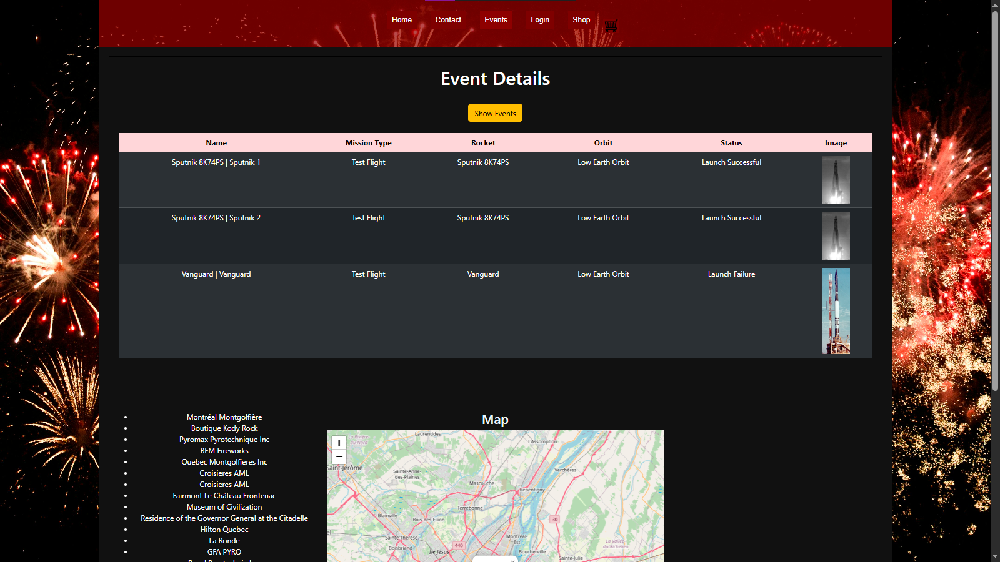 Home Contact Events Login Shop
Event Details
Show Events
Name Mission Type Rocket Orbit Status Image
Sputnik 8K74PS | Sputnik 1 Test Flight Sputnik 8K74PS Low Earth Orbit Launch Successful
Sputnik 8K74PS | Sputnik 2 Test Flight Sputnik 8K74PS Low Earth Orbit Launch Successful
Vanguard | Vanguard Test Flight Vanguard Low Earth Orbit Launch Failure
Montréal Montgolfière
Boutique Kody Rock
Pyromax Pyrotechnique Inc
BEM Fireworks
Quebec Montgolfieres Inc
Croisieres AML
Croisieres AML
Fairmont Le Château Frontenac
Museum of Civilization
Residence of the Governor General at the Citadelle
Hilton Quebec
La Ronde
GFA PYRO
Map
+
−
Laurentides
La Rivière
du-Nord
L'Assomption
Saint-Jérôme
Sainte-Anne-
des-Plaines
Verchères
Mascouche
Repentigny
Terrebonne
Blainville
Bois-des-Filion
30
Sainte-Thérèse
Montréal-
Est
La Vallée
du-Richelieu
440
Boisbriand
Île Jésus
Boucherville
Sainte-Julie